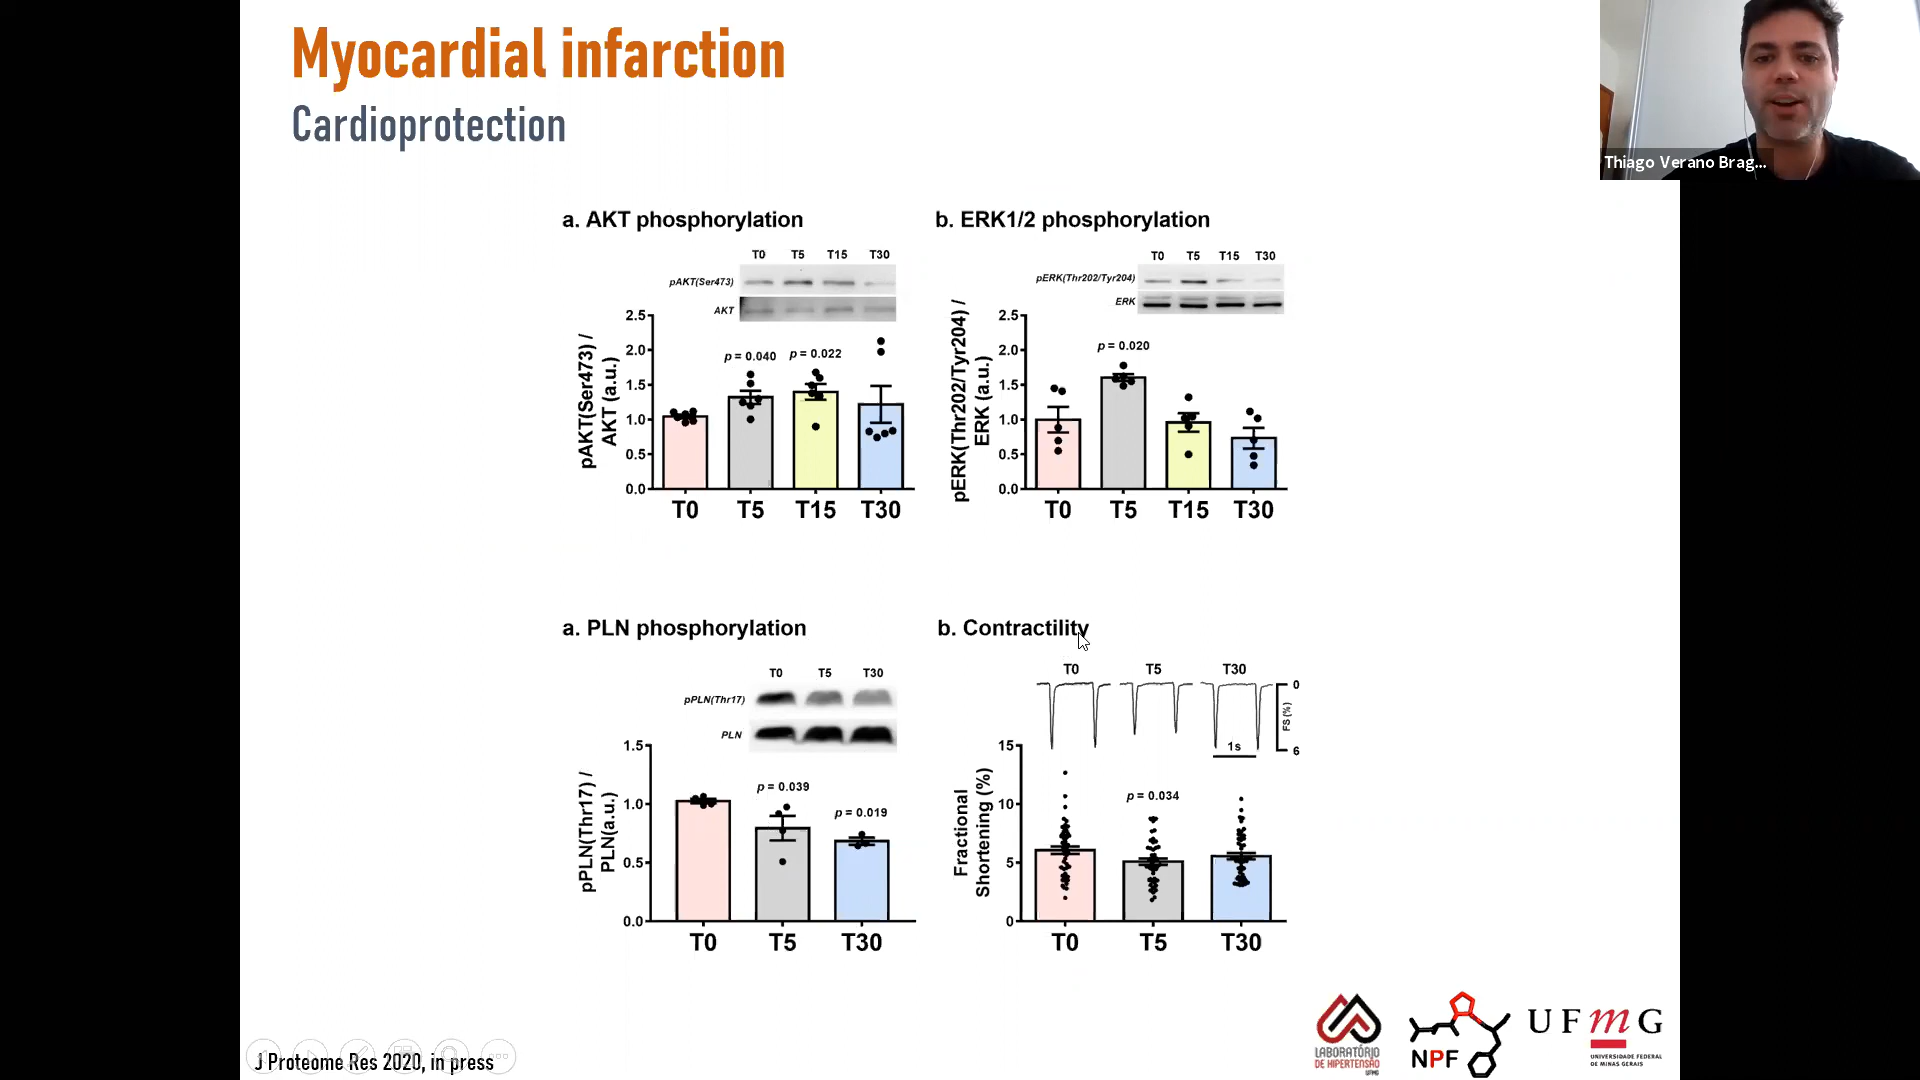 Myocardial infarction
Cardioprotection
Thiago Verano Brag...
a. AKT phosphorylation
T0 T5 T15 T30
pAKT(Ser473)
AKT
pAKT(Ser473) /
AKT (a.u.)
2.5
2.0
1.5
1.0
0.5
0.0
p = 0.040
p = 0.022
T0 T5 T15 T30
b. ERK1/2 phosphorylation
T0 T5 T15 T30
pERK(Thr202/Tyr204)
ERK
pERK(Thr202/Tyr204) /
ERK (a.u.)
2.5
2.0
1.5
1.0
0.5
0.0
p = 0.020
T0 T5 T15 T30
a. PLN phosphorylation
T0 T5 T30
pPLN(Thr17)
PLN
pPLN(Thr17) /
PLN(a.u.)
1.5
1.0
0.5
0.0
p = 0.039
p = 0.019
T0 T5 T30
b. Contractility
T0 T5 T30
0
FS (%)
6
1s
Fractional
Shortening (%)
15
10
5
0
p = 0.034
T0 T5 T30
J Proteome Res 2020, in press
LABORATÓRIO
DE HIPERTENSÃO
UFMG
NPF
UFmG
UNIVERSIDADE FEDERAL
DE MINAS GERAIS